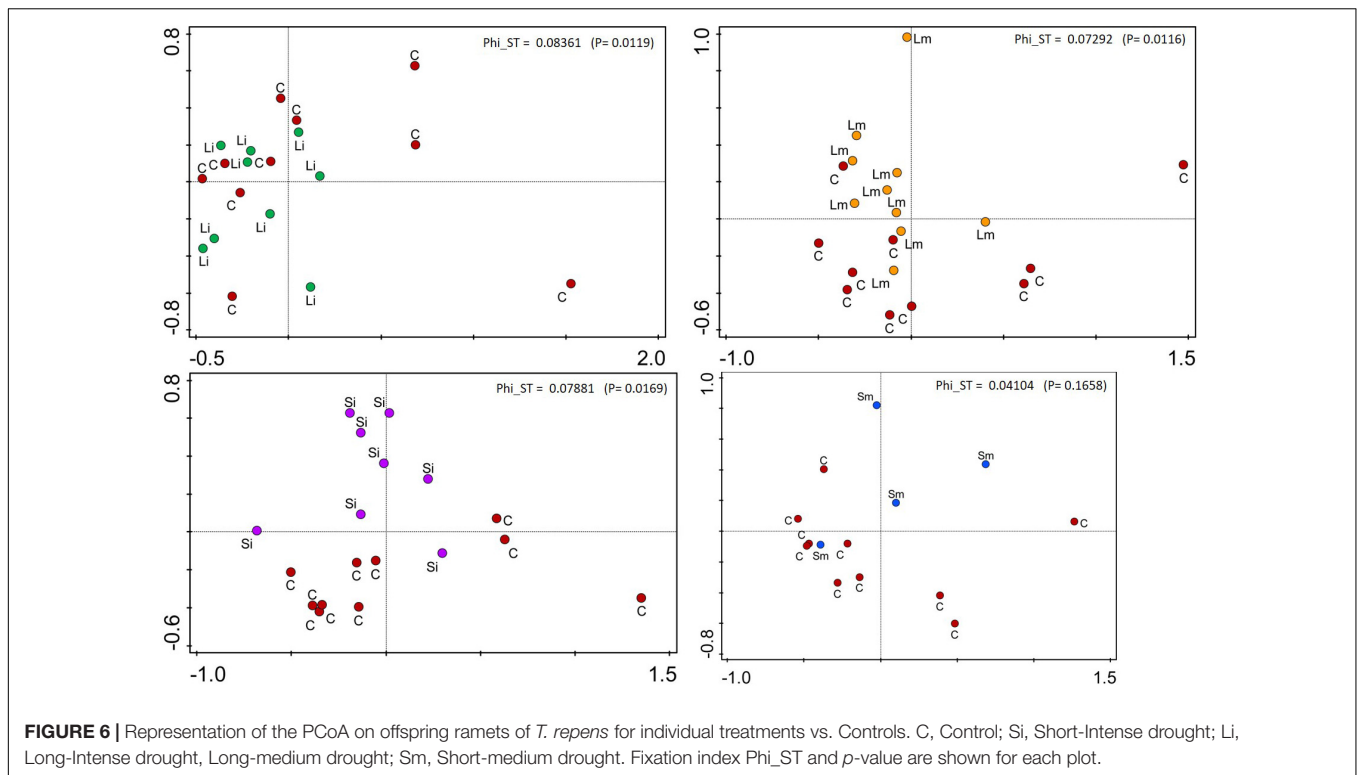 Phi_ST = 0.08361 (P= 0.0119)
0.8
C
C
C
C
Li
Li
Li
Li
Li
C
C
Li
C
C
C
Li
Li
Li
Li
C
C
-0.8
-0.5
2.0
Phi_ST = 0.07292 (P= 0.0116)
1.0
Lm
Lm
Lm
C
Lm
Lm
Lm
Lm
C
Lm
Lm
C
C
Lm
C
C
C
C
C
C
-0.6
-1.0
1.5
Phi_ST = 0.07881 (P= 0.0169)
0.8
Si
Si
Si
Si
Si
Si
Si
C
C
Si
C
C
C
C
C
C
C
C
-0.6
-1.0
1.5
Phi_ST = 0.04104 (P= 0.1658)
1.0
Sm
Sm
C
Sm
C
C
C
C
Sm
C
C
C
C
C
-0.8
-1.0
1.5
FIGURE 6 | Representation of the PCoA on offspring ramets of T. repens for individual treatments vs. Controls. C, Control; Si, Short-Intense drought; Li,
Long-Intense drought, Long-medium drought; Sm, Short-medium drought. Fixation index Phi_ST and p-value are shown for each plot.